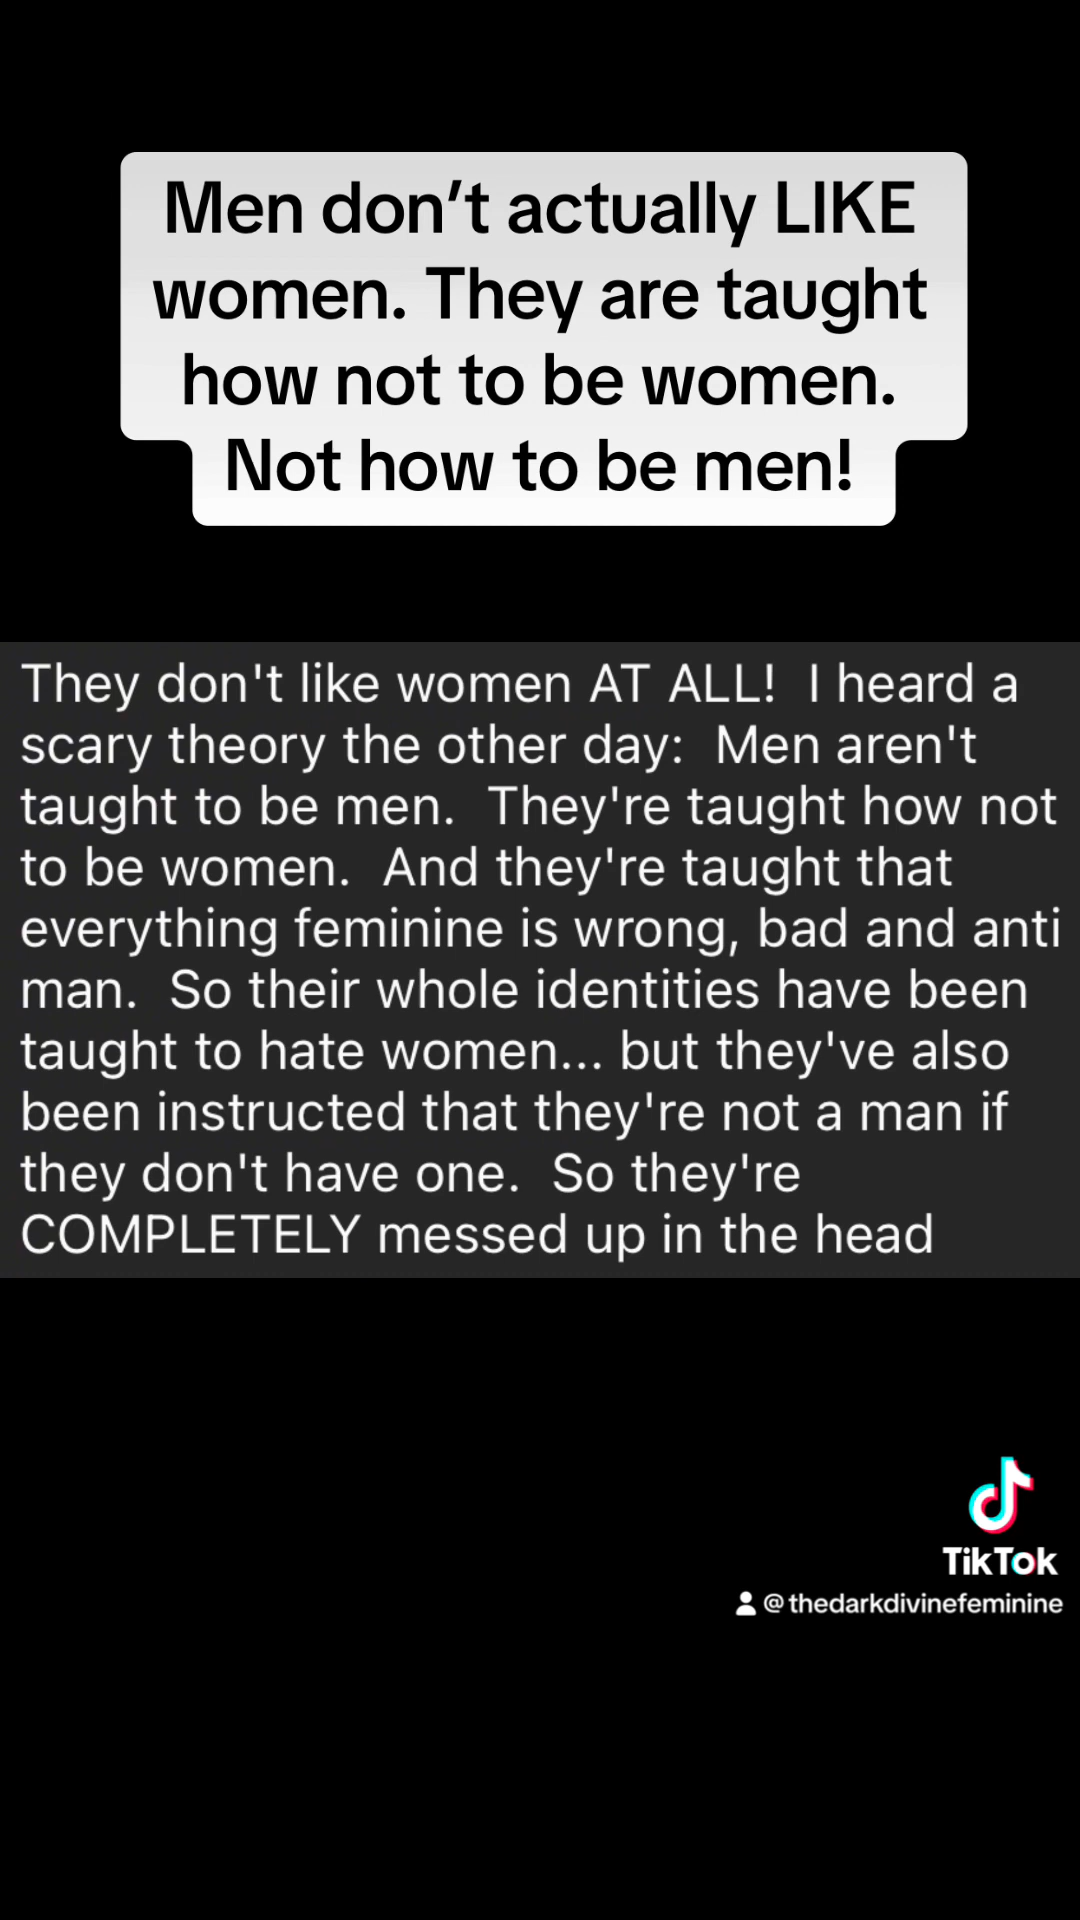 Men don’t actually LIKE
women. They are taught
how not to be women.
Not how to be men!
They don't like women AT ALL!  I heard a
scary theory the other day:  Men aren't
taught to be men.  They're taught how not
to be women.  And they're taught that
everything feminine is wrong, bad and anti
man.  So their whole identities have been
taught to hate women... but they've also
been instructed that they're not a man if
they don't have one.  So they're
COMPLETELY messed up in the head
TikTok
@thedarkdivinefeminine